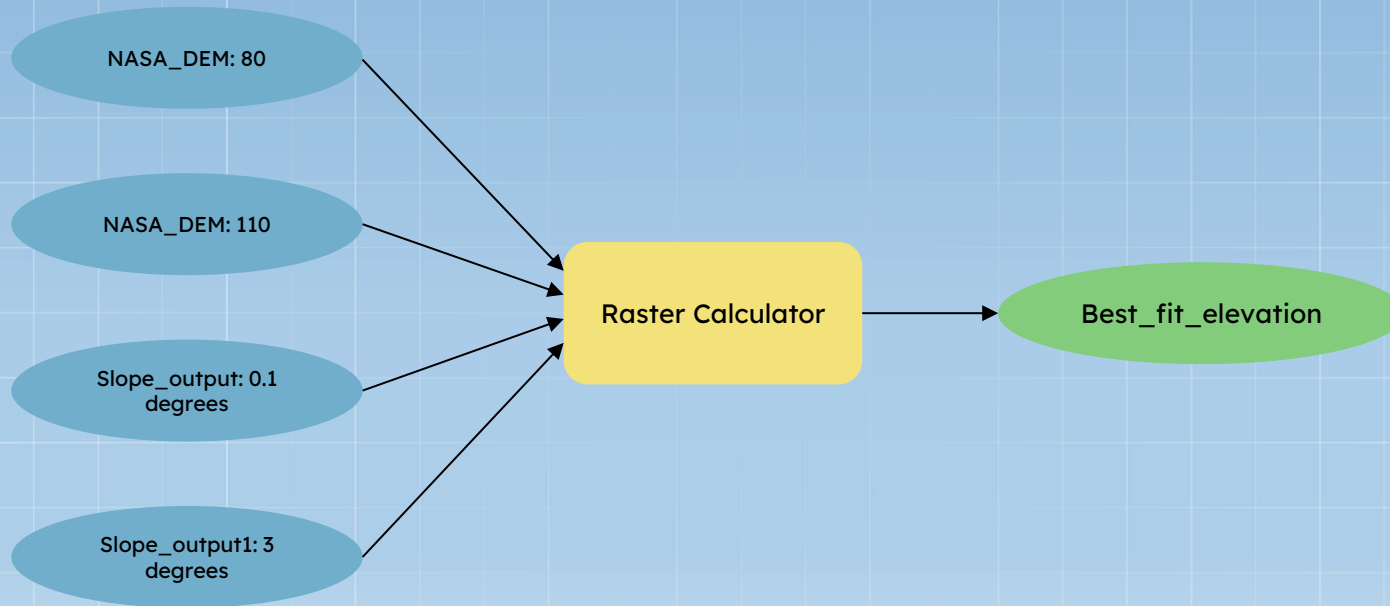 NASA_DEM: 80
NASA_DEM: 110
Slope_output: 0.1
degrees
Slope_output1: 3
degrees
Raster Calculator
Best_fit_elevation